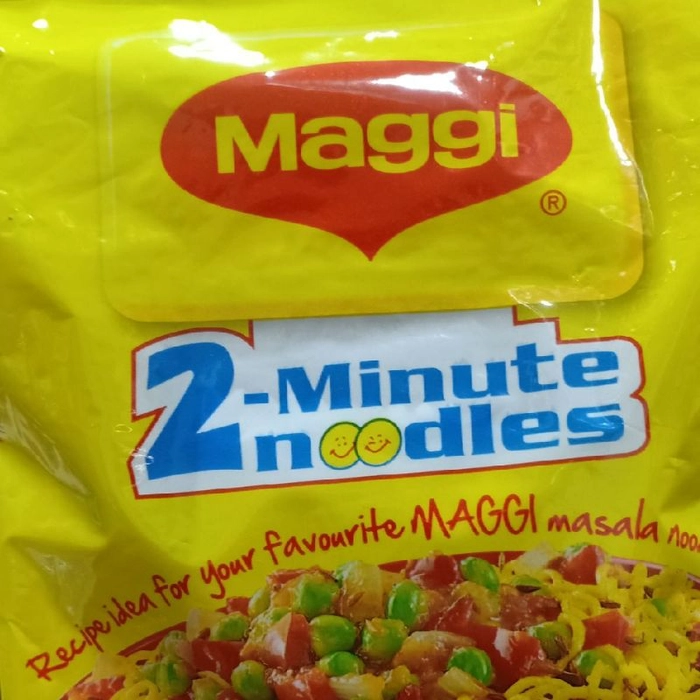 Maggi
®
2-Minute
noodles
Recipe idea for your favourite MAGGI masala